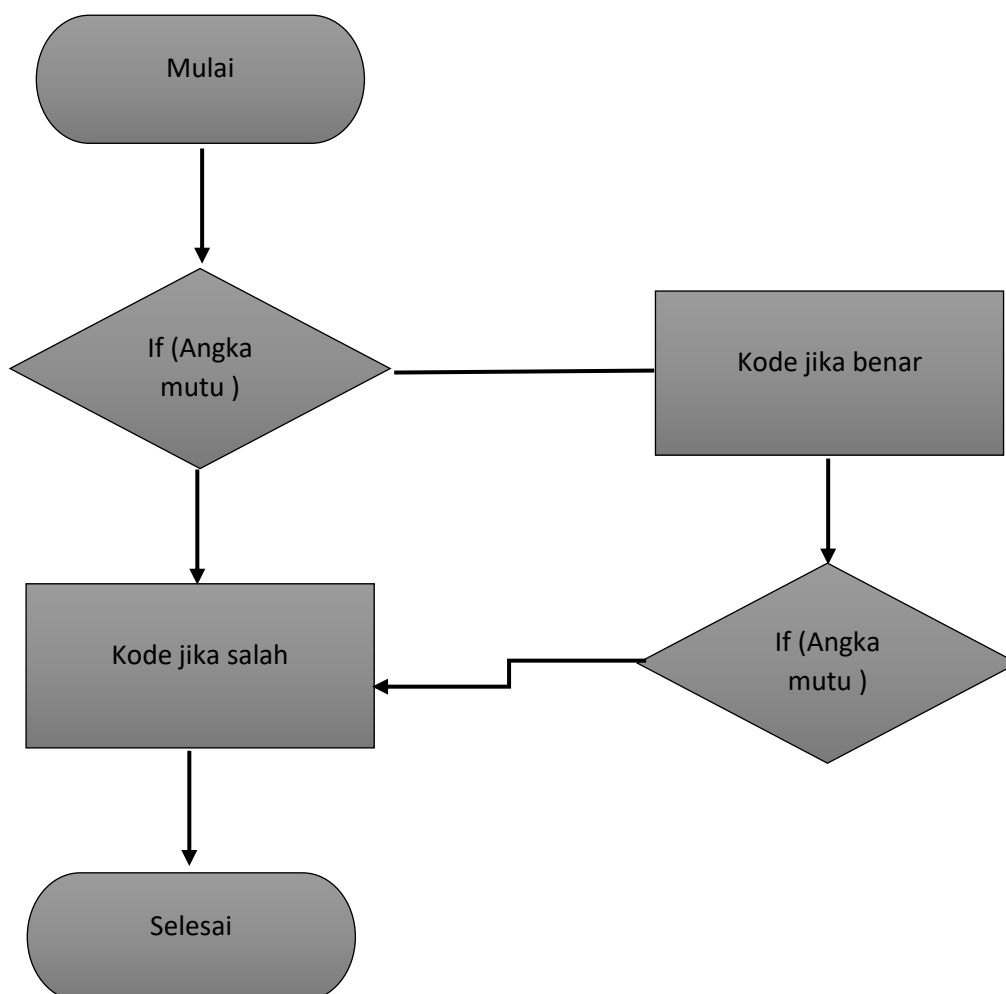 Mulai
If (Angka
mutu )
Kode jika benar
Kode jika salah
If (Angka
mutu )
Selesai